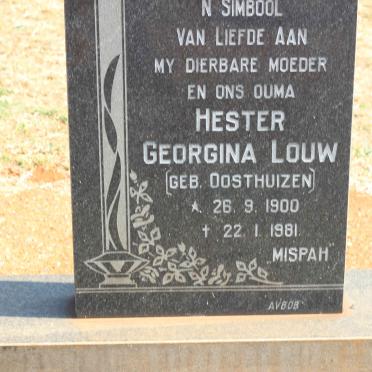 'N SIMBOOL
VAN LIEFDE AAN
MY DIERBARE MOEDER
EN ONS OUMA
HESTER
GEORGINA LOUW
(GEB. OOSTHUIZEN)
* 26. 9. 1900
† 22. 1. 1981.
„MISPAH"
AVBOB